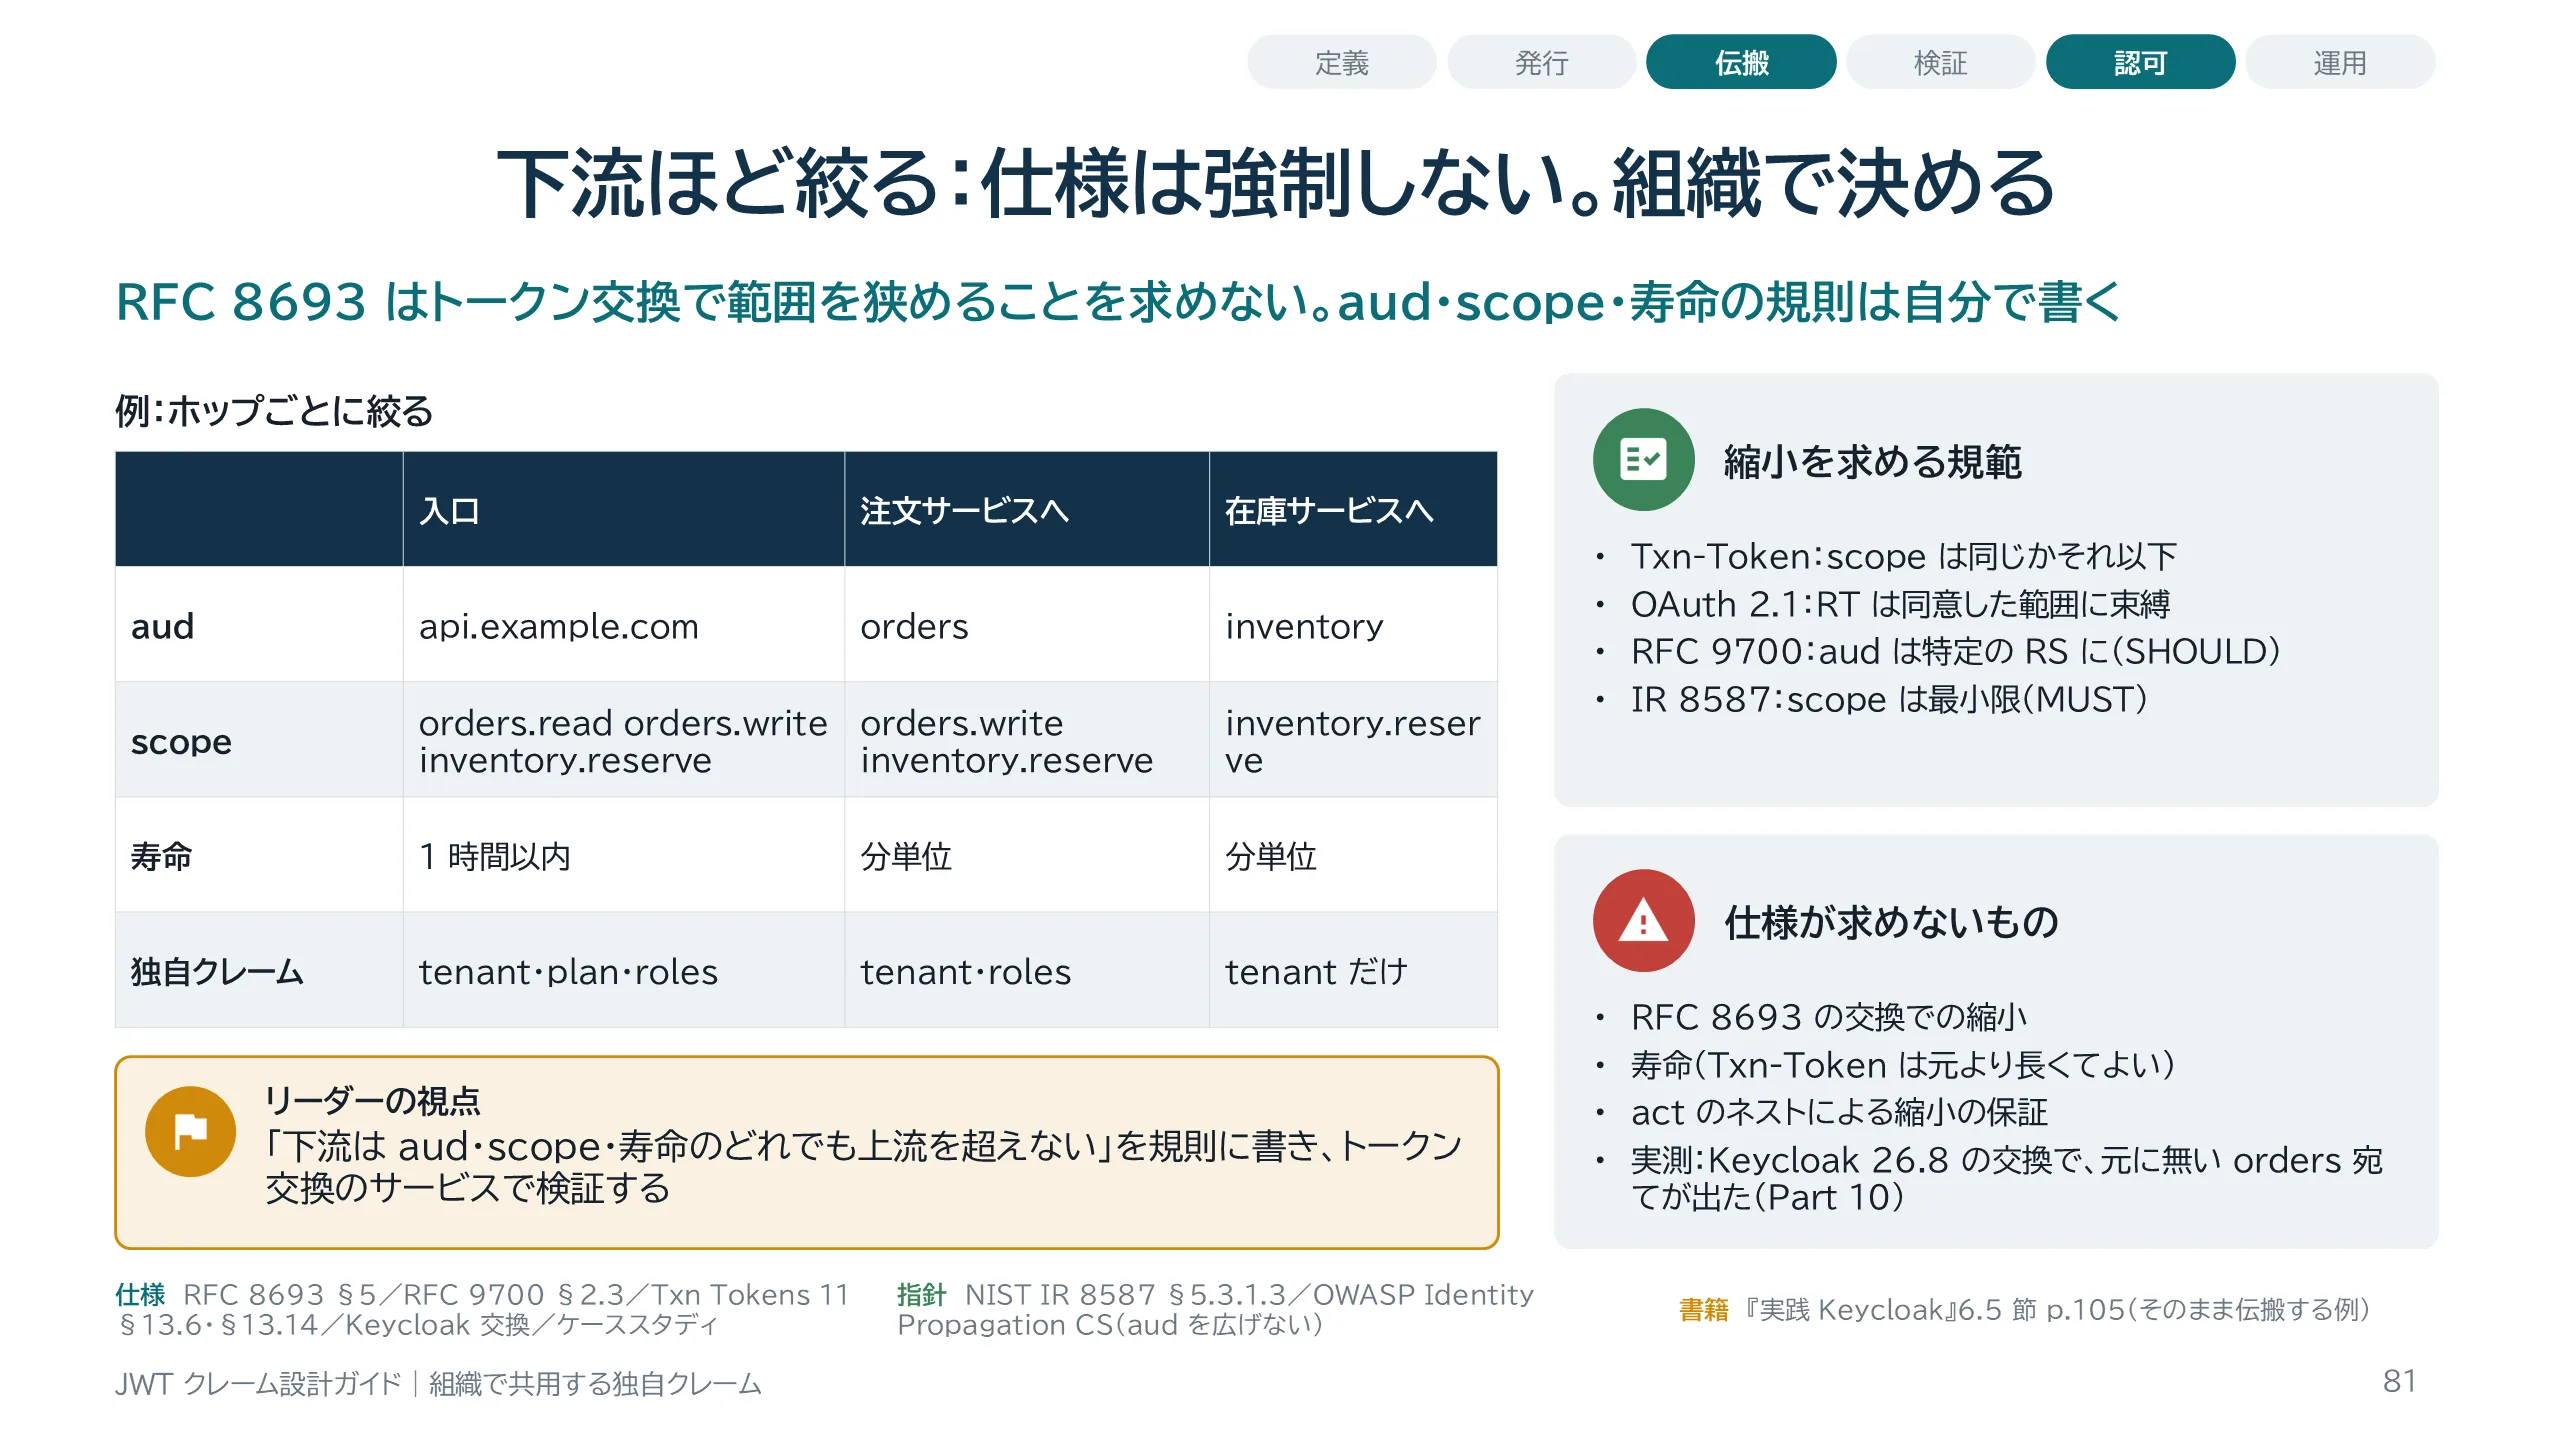 定義 発行 伝搬 検証 認可 運用
下流ほど絞る：仕様は強制しない。組織で決める
RFC 8693 はトークン交換で範囲を狭めることを求めない。aud・scope・寿命の規則は自分で書く
例：ホップごとに絞る
入口 注文サービスへ 在庫サービスへ
aud api.example.com orders inventory
scope orders.read orders.write inventory.reserve orders.write inventory.reserve inventory.reserve
寿命 1 時間以内 分単位 分単位
独自クレーム tenant・plan・roles tenant・roles tenant だけ
リーダーの視点
「下流は aud・scope・寿命のどれでも上流を超えない」を規則に書き、トークン
交換のサービスで検証する
縮小を求める規範
・ Txn-Token：scope は同じかそれ以下
・ OAuth 2.1：RT は同意した範囲に束縛
・ RFC 9700：aud は特定の RS に（SHOULD）
・ IR 8587：scope は最小限（MUST）
仕様が求めないもの
・ RFC 8693 の交換での縮小
・ 寿命（Txn-Token は元より長くてよい）
・ act のネストによる縮小の保証
・ 実測：Keycloak 26.8 の交換で、元に無い orders 宛
てが出た（Part 10）
仕様 RFC 8693 §5／RFC 9700 §2.3／Txn Tokens 11
§13.6・§13.14／Keycloak 交換／ケーススタディ
指針 NIST IR 8587 §5.3.1.3／OWASP Identity
Propagation CS（aud を広げない）
書籍 『実践 Keycloak』6.5 節 p.105（そのまま伝搬する例）
JWT クレーム設計ガイド｜組織で共用する独自クレーム
81